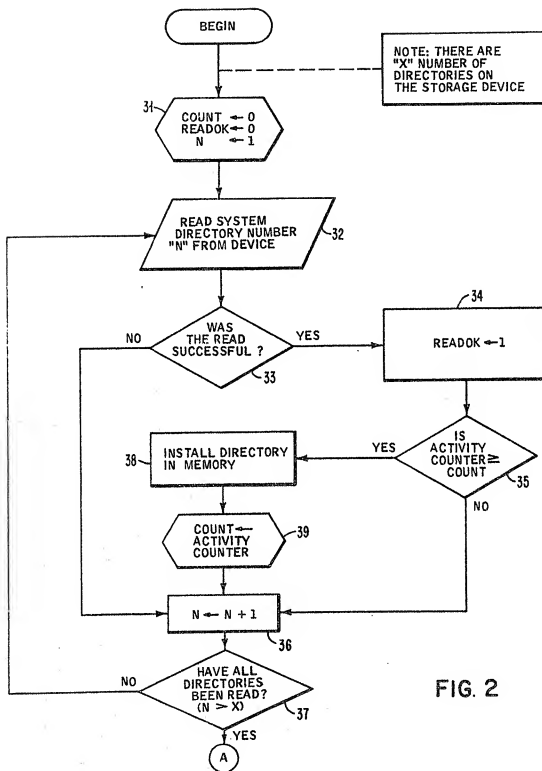 BEGIN
NOTE: THERE ARE
"X" NUMBER OF
DIRECTORIES ON
THE STORAGE DEVICE
31
COUNT ← 0
READOK ← 0
N ← 1
READ SYSTEM
DIRECTORY NUMBER
"N" FROM DEVICE
32
NO
WAS
THE READ
SUCCESSFUL ?
YES
33
34
READOK ← 1
IS
ACTIVITY
COUNTER ≥
COUNT
35
YES
NO
38
INSTALL DIRECTORY
IN MEMORY
COUNT ←
ACTIVITY
COUNTER
39
N ← N + 1
36
NO
HAVE ALL
DIRECTORIES
BEEN READ?
(N > X)
37
YES
A
FIG. 2